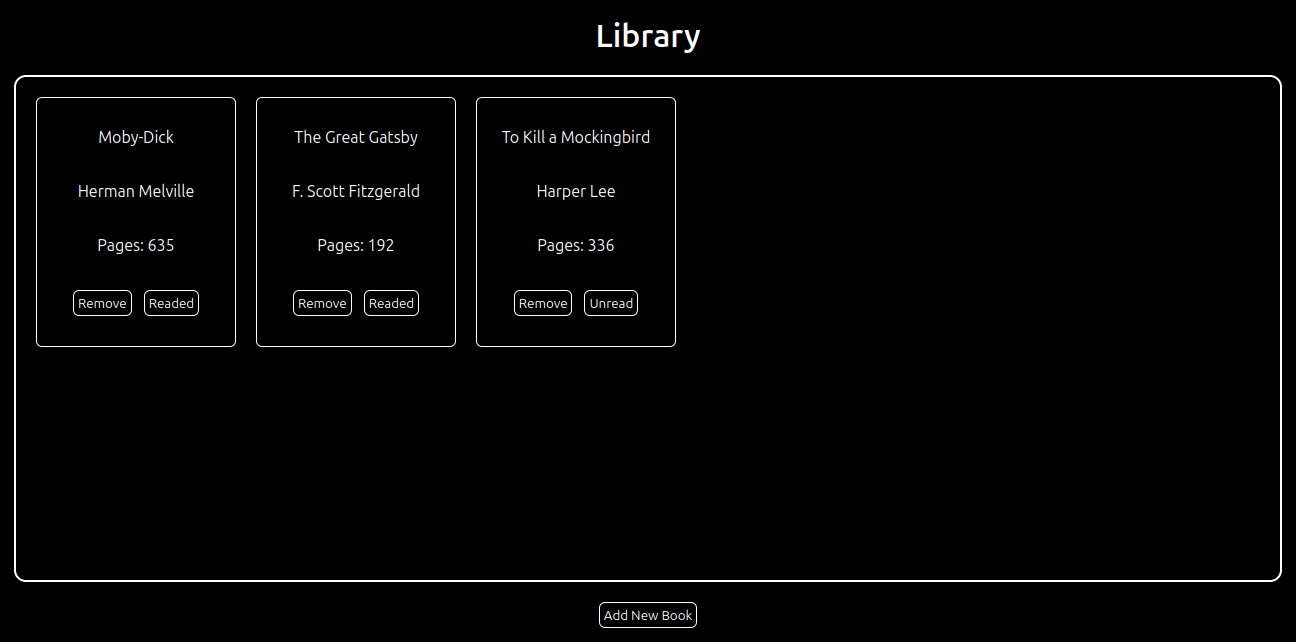 Library
Moby-Dick
Herman Melville
Pages: 635
Remove Readed
The Great Gatsby
F. Scott Fitzgerald
Pages: 192
Remove Readed
To Kill a Mockingbird
Harper Lee
Pages: 336
Remove Unread
Add New Book